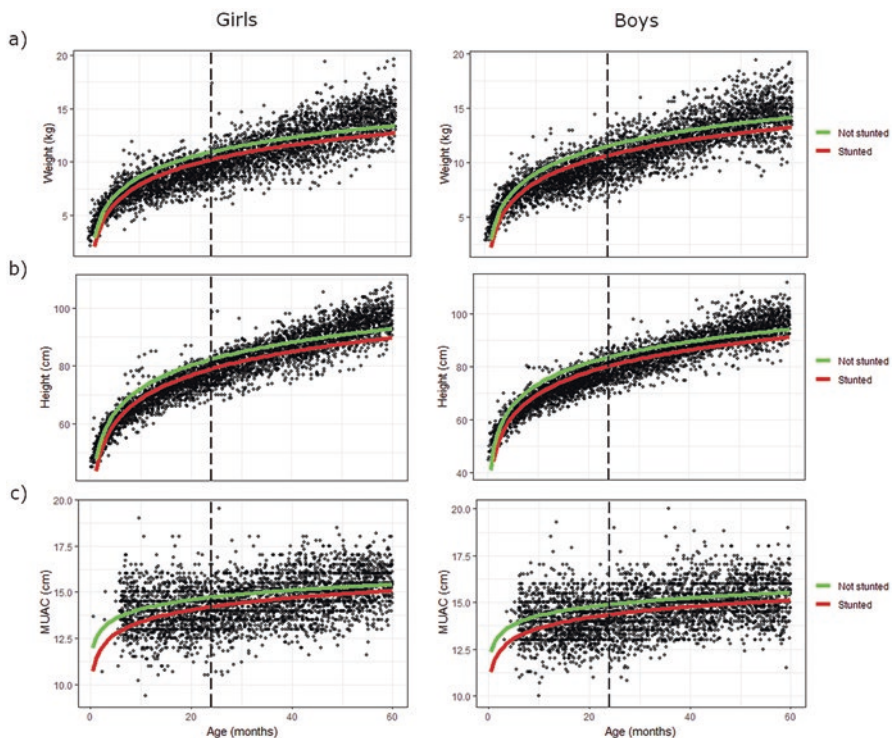 Girls Boys
a)
Weight (kg)
20
15
10
5
Weight (kg)
20
15
10
5
Not stunted
Stunted
b)
Height (cm)
100
80
60
Height (cm)
100
80
60
40
Not stunted
Stunted
c)
MUAC (cm)
20.0
17.5
15.0
12.5
10.0
0 20 40 60
Age (months)
MUAC (cm)
20.0
17.5
15.0
12.5
10.0
0 20 40 60
Age (months)
Not stunted
Stunted